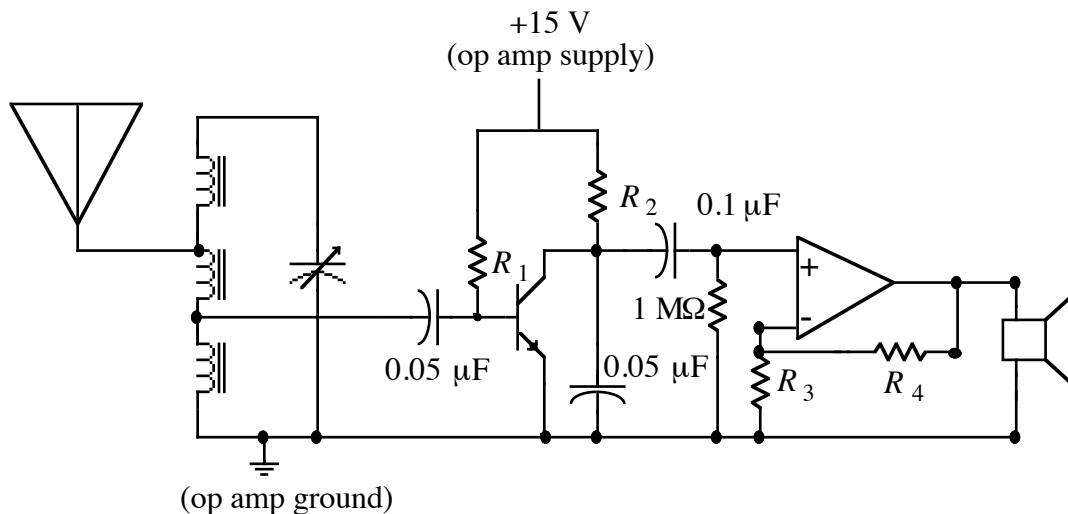 +15 V
(op amp supply)
R2
0.1 μF
R1
+
1 MΩ
-
0.05 μF
0.05 μF
R3
R4
(op amp ground)